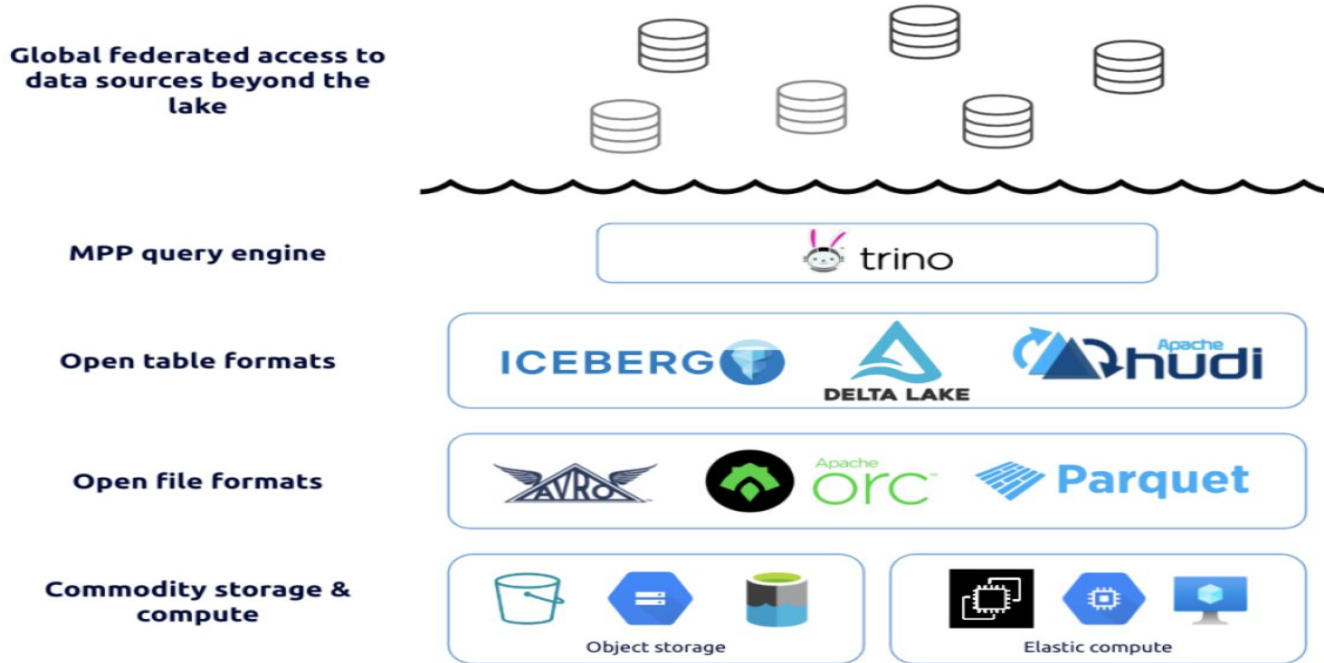 Global federated access to
data sources beyond the
lake
MPP query engine
trino
Open table formats
ICEBERG
DELTA LAKE
Apache
hudi
Open file formats
AVRO
Apache
orc
Parquet
Commodity storage &
compute
Object storage
Elastic compute